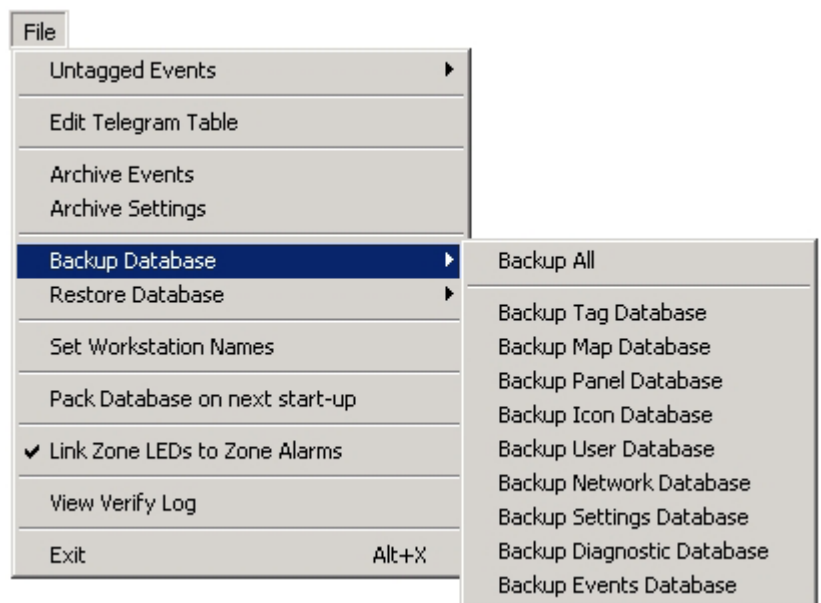 File
Untagged Events
Edit Telegram Table
Archive Events
Archive Settings
Backup Database
Restore Database
Set Workstation Names
Pack Database on next start-up
Link Zone LEDs to Zone Alarms
View Verify Log
Exit Alt+X
Backup All
Backup Tag Database
Backup Map Database
Backup Panel Database
Backup Icon Database
Backup User Database
Backup Network Database
Backup Settings Database
Backup Diagnostic Database
Backup Events Database